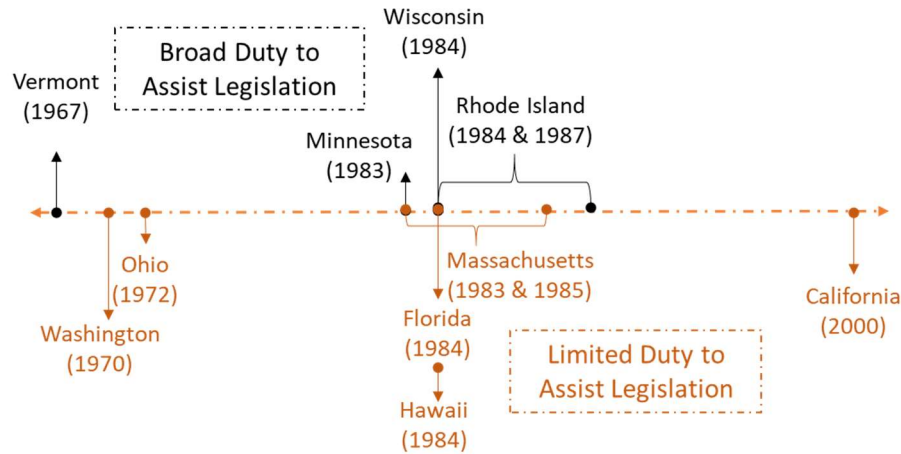 Wisconsin
(1984)
Broad Duty to
Assist Legislation
Vermont
(1967)
Rhode Island
(1984 & 1987)
Minnesota
(1983)
Ohio
(1972)
Massachusetts
(1983 & 1985)
California
(2000)
Washington
(1970)
Florida
(1984)
Limited Duty to
Assist Legislation
Hawaii
(1984)